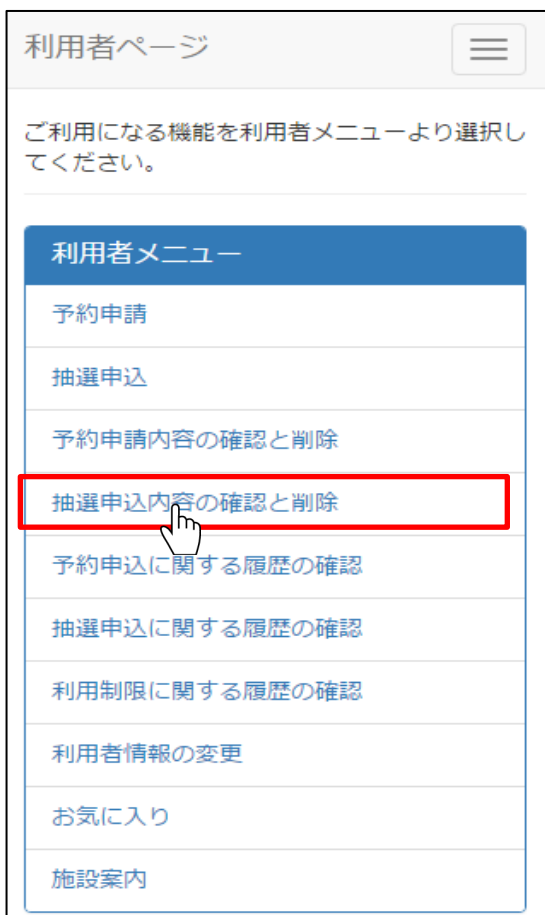 利用者ページ
ご利用になる機能を利用者メニューより選択し
てください。
利用者メニュー
予約申請
抽選申込
予約申請内容の確認と削除
抽選申込内容の確認と削除
予約申込に関する履歴の確認
抽選申込に関する履歴の確認
利用制限に関する履歴の確認
利用者情報の変更
お気に入り
施設案内